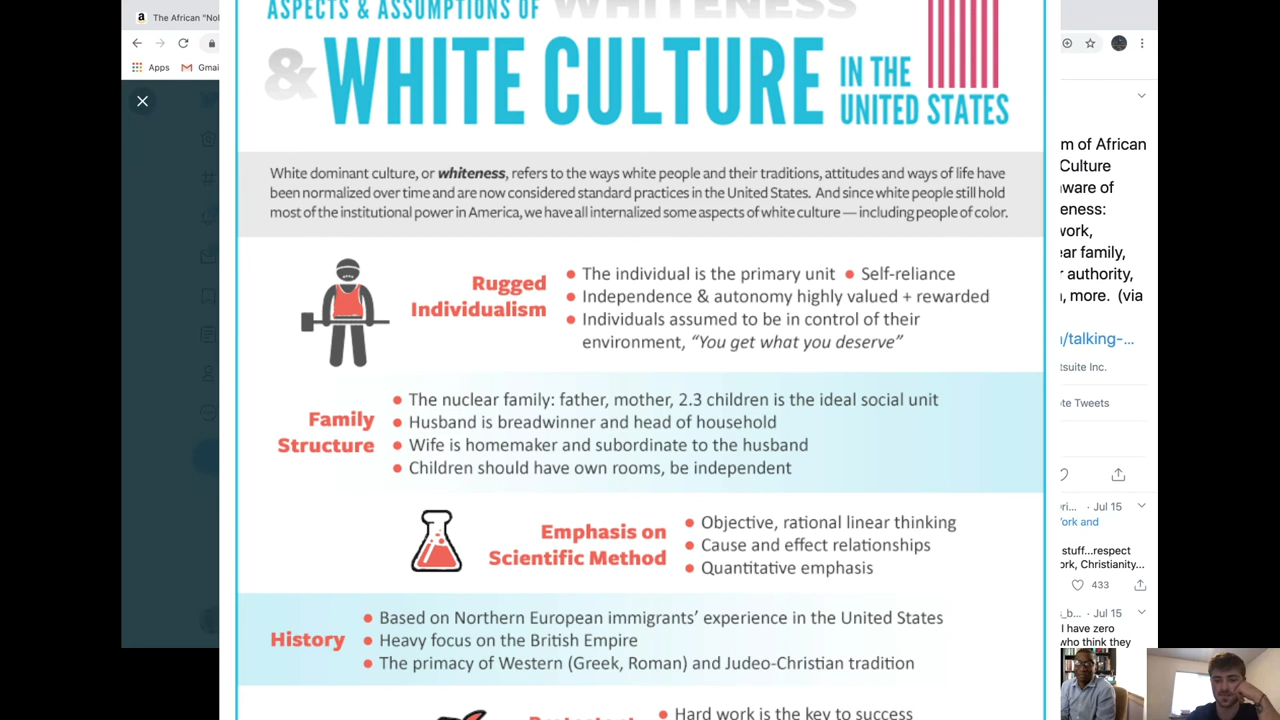 The African "Nol
Apps
Gmai
ASPECTS & ASSUMPTIONS OF WHITENESS
& WHITE CULTURE IN THE
UNITED STATES
White dominant culture, or whiteness, refers to the ways white people and their traditions, attitudes and ways of life have
been normalized over time and are now considered standard practices in the United States. And since white people still hold
most of the institutional power in America, we have all internalized some aspects of white culture — including people of color.
Rugged
Individualism
• The individual is the primary unit • Self-reliance
• Independence & autonomy highly valued + rewarded
• Individuals assumed to be in control of their
environment, "You get what you deserve"
Family
Structure
• The nuclear family: father, mother, 2.3 children is the ideal social unit
• Husband is breadwinner and head of household
• Wife is homemaker and subordinate to the husband
• Children should have own rooms, be independent
Emphasis on
Scientific Method
• Objective, rational linear thinking
• Cause and effect relationships
• Quantitative emphasis
History
• Based on Northern European immigrants' experience in the United States
• Heavy focus on the British Empire
• The primacy of Western (Greek, Roman) and Judeo-Christian tradition
• Hard work is the key to success
m of African
Culture
ware of
eness:
work,
ear family,
r authority,
, more. (via
/talking-...
tsuite Inc.
te Tweets
ri... · Jul 15
ork and
stuff...respect
ork, Christianity...
433
s_b... · Jul 15
I have zero
who think they